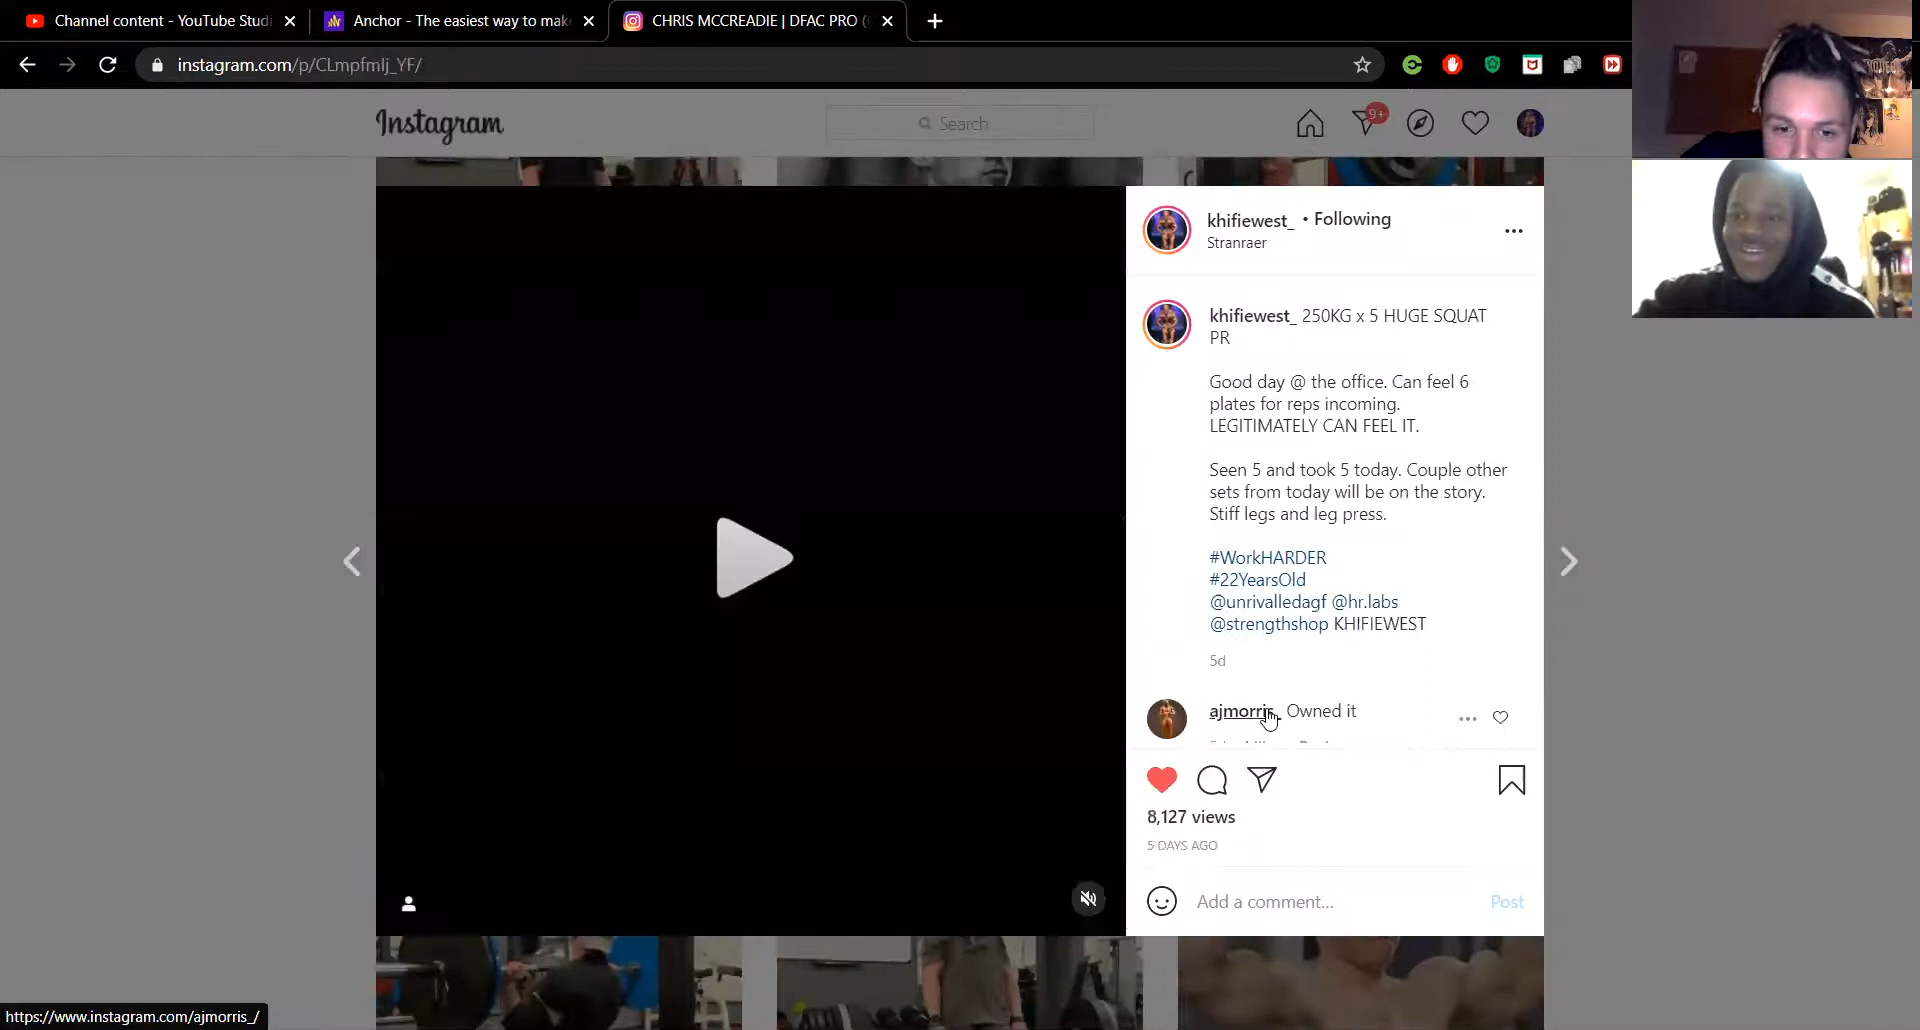 Channel content - YouTube Studi
Anchor - The easiest way to mak
CHRIS MCCREADIE | DFAC PRO (
instagram.com/p/CLmpfmlj_YF/
Instagram
Search
9+
khifiewest_ • Following
Stranraer
khifiewest_ 250KG x 5 HUGE SQUAT
PR
Good day @ the office. Can feel 6
plates for reps incoming.
LEGITIMATELY CAN FEEL IT.
Seen 5 and took 5 today. Couple other
sets from today will be on the story.
Stiff legs and leg press.
#WorkHARDER
#22YearsOld
@unrivalledagf @hr.labs
@strengthshop KHIFIEWEST
5d
ajmorris_ Owned it
8,127 views
5 DAYS AGO
Add a comment...
Post
https://www.instagram.com/ajmorris_/